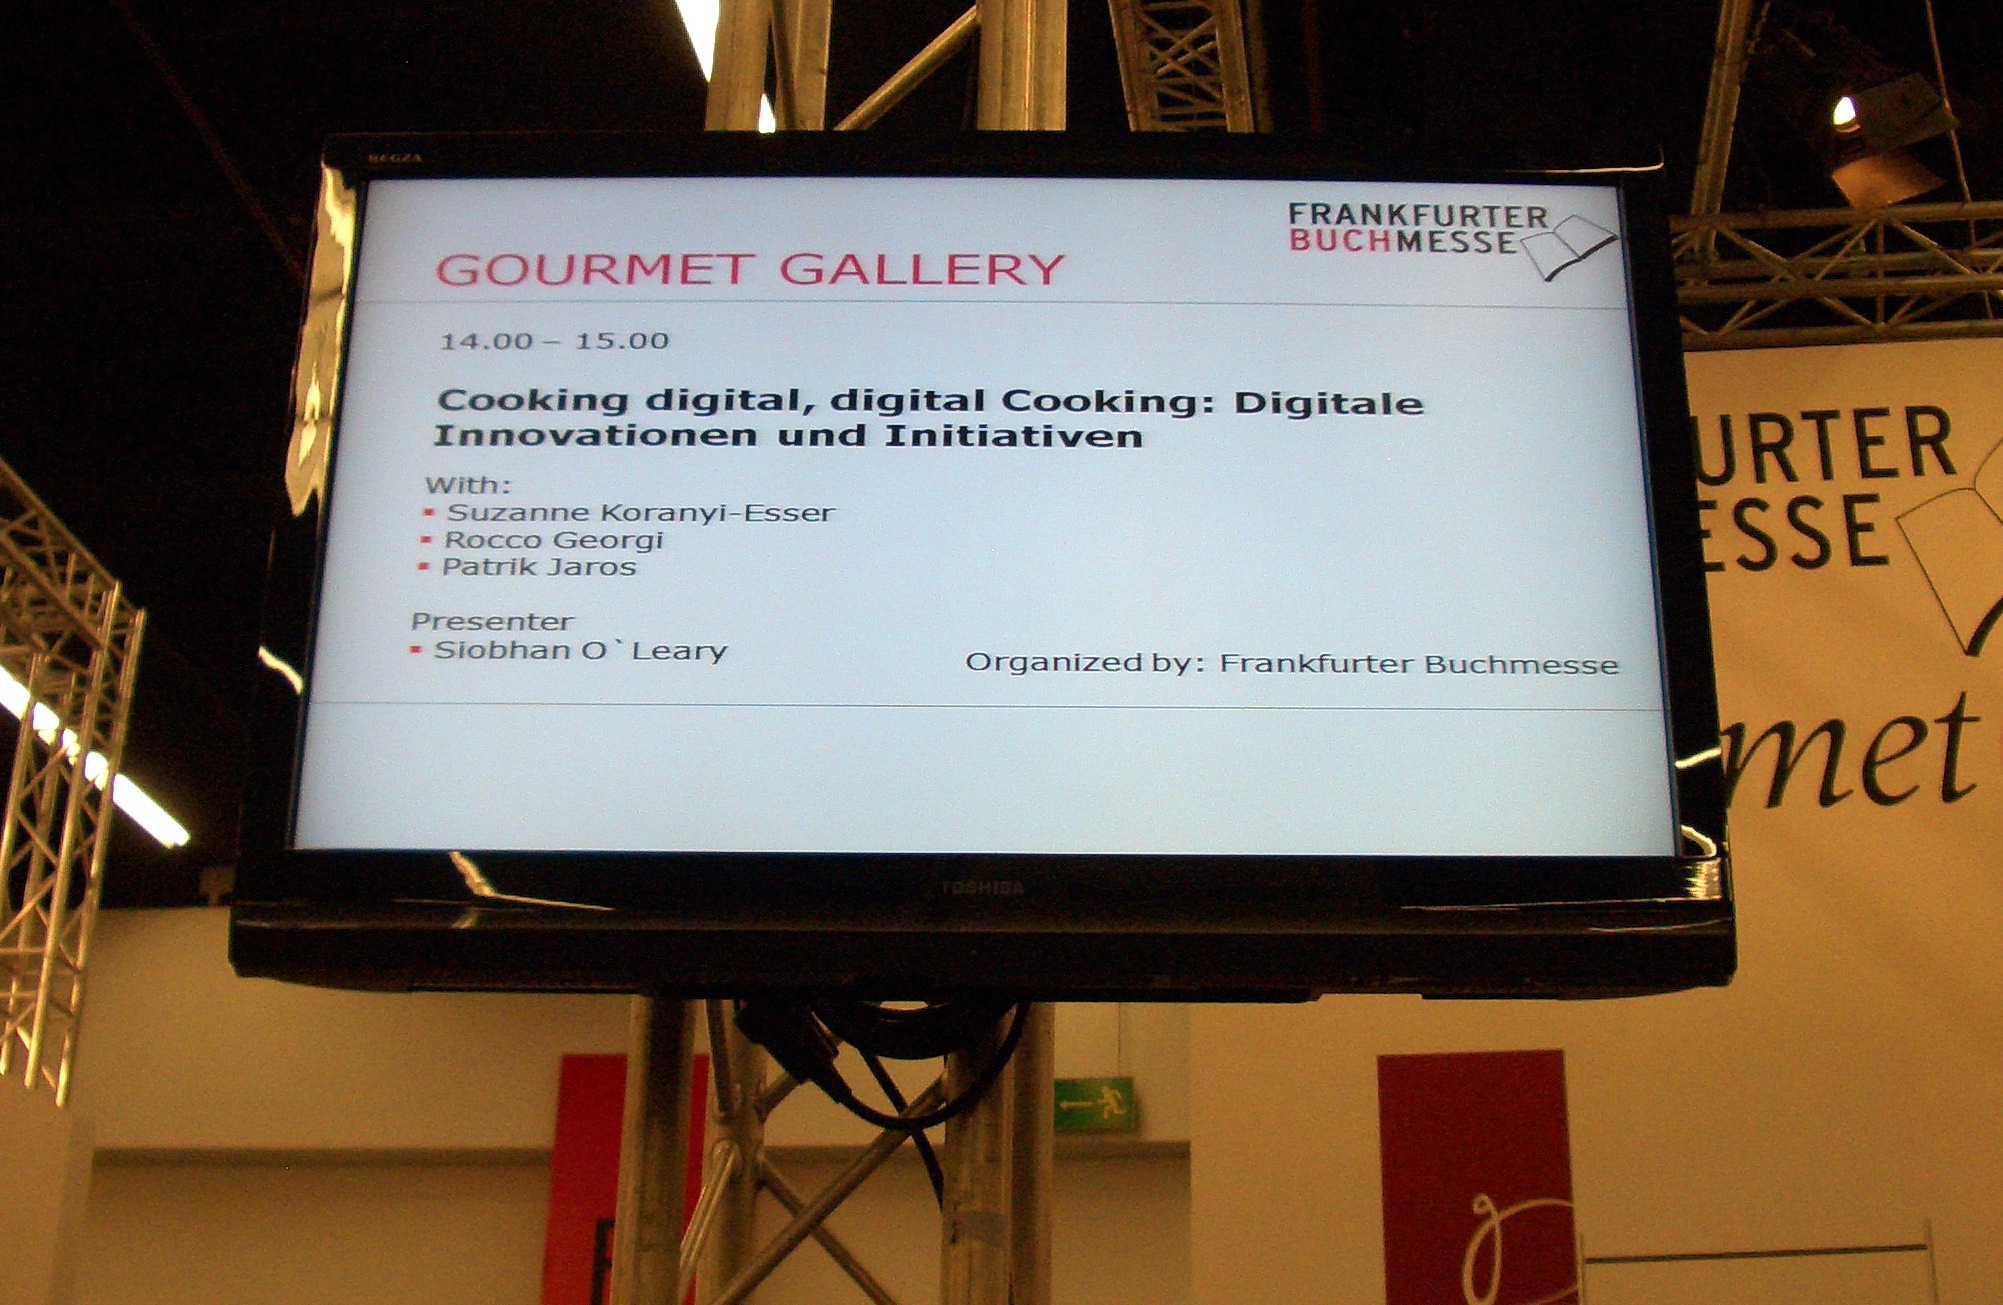 REGZA
FRANKFURTER
BUCHMESSE
GOURMET GALLERY
14.00 – 15.00
Cooking digital, digital Cooking: Digitale
Innovationen und Initiativen
With:
▪ Suzanne Koranyi-Esser
▪ Rocco Georgi
▪ Patrik Jaros
Presenter
▪ Siobhan O`Leary
Organized by: Frankfurter Buchmesse
TOSHIBA
URTER
ESSE
met